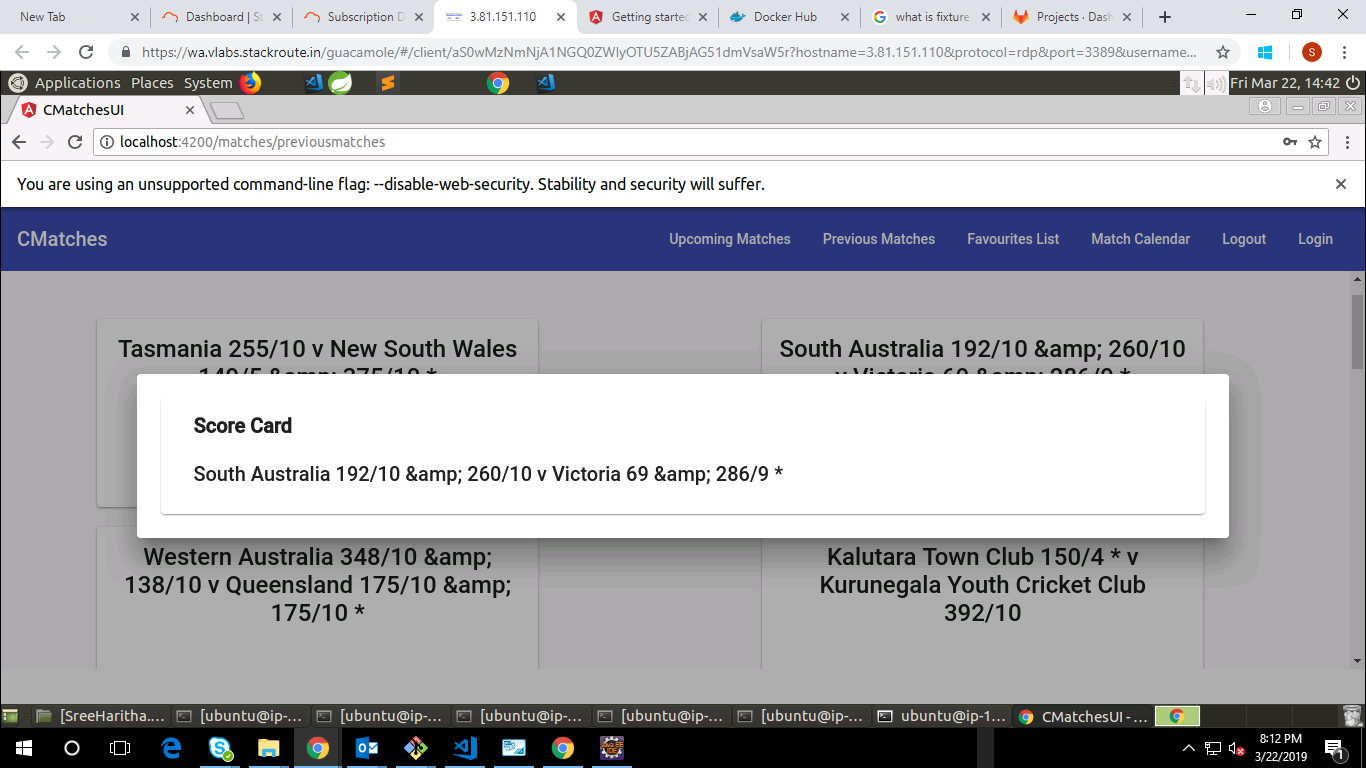 New Tab
Dashboard | St
Subscription D
3.81.151.110
Getting started
Docker Hub
what is fixture
Projects · Dash
https://wa.vlabs.stackroute.in/guacamole/#/client/aS0wMzNmNjA1NGQ0ZWIyOTU5ZABjAG51dmVsaW5r?hostname=3.81.151.110&protocol=rdp&port=3389&username...
S
Applications Places System
Fri Mar 22, 14:42
CMatchesUI
localhost:4200/matches/previousmatches
You are using an unsupported command-line flag: --disable-web-security. Stability and security will suffer.
CMatches
Upcoming Matches
Previous Matches
Favourites List
Match Calendar
Logout
Login
Tasmania 255/10 v New South Wales
South Australia 192/10 &amp; 260/10
Score Card
South Australia 192/10 &amp; 260/10 v Victoria 69 &amp; 286/9 *
Western Australia 348/10 &amp;
138/10 v Queensland 175/10 &amp;
175/10 *
Kalutara Town Club 150/4 * v
Kurunegala Youth Cricket Club
392/10
[SreeHaritha....
[ubuntu@ip-...
[ubuntu@ip-...
[ubuntu@ip-...
[ubuntu@ip-...
[ubuntu@ip-...
ubuntu@ip-1...
CMatchesUI - ...
8:12 PM
3/22/2019
1